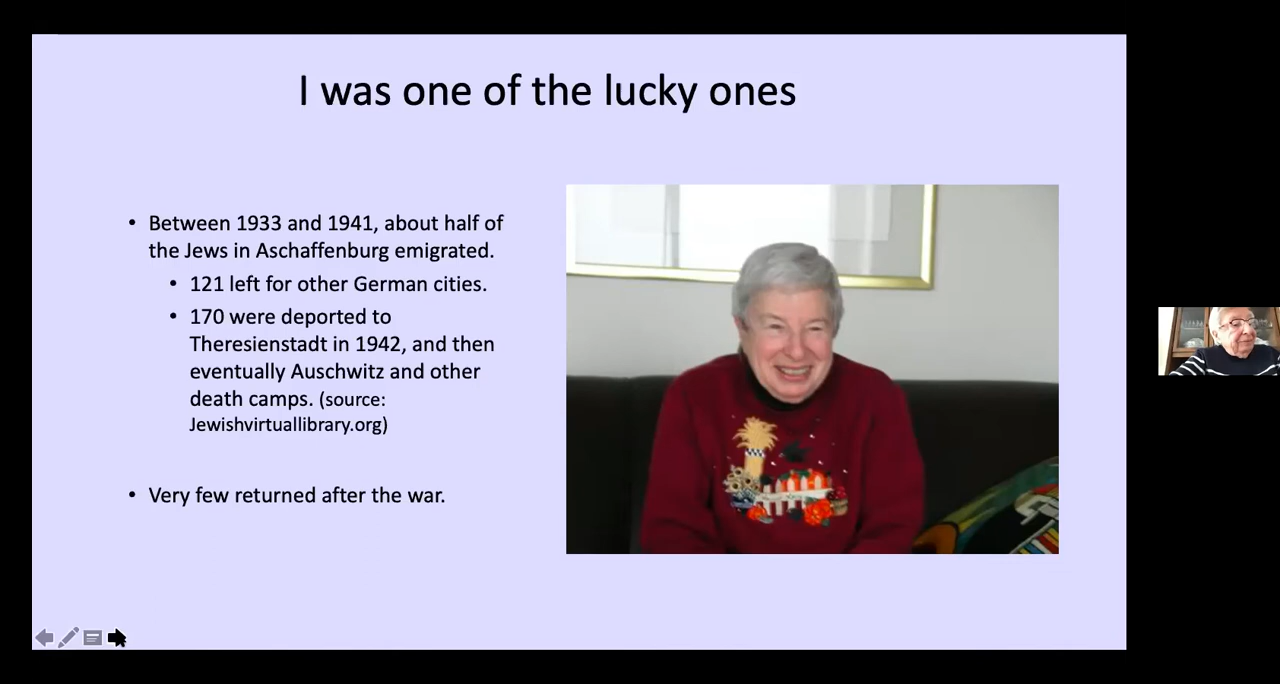 I was one of the lucky ones
• Between 1933 and 1941, about half of
the Jews in Aschaffenburg emigrated.
• 121 left for other German cities.
• 170 were deported to
Theresienstadt in 1942, and then
eventually Auschwitz and other
death camps. (source:
Jewishvirtuallibrary.org)
• Very few returned after the war.